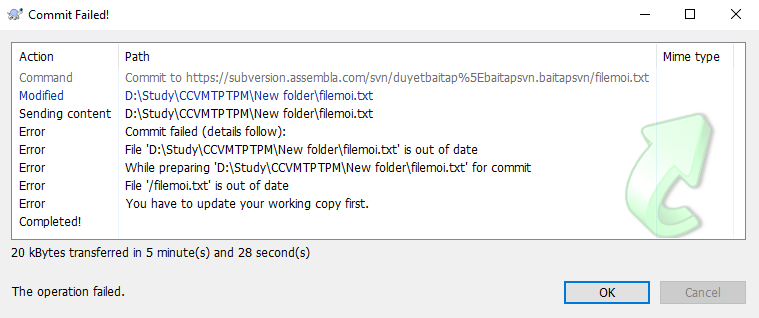 Commit Failed!
Action Path Mime type
Command Commit to https://subversion.assembla.com/svn/duyetbaitap%5Ebaitapsvn.baitapsvn/filemoi.txt
Modified D:\Study\CCVMTPTPM\New folder\filemoi.txt
Sending content D:\Study\CCVMTPTPM\New folder\filemoi.txt
Error Commit failed (details follow):
Error File 'D:\Study\CCVMTPTPM\New folder\filemoi.txt' is out of date
Error While preparing 'D:\Study\CCVMTPTPM\New folder\filemoi.txt' for commit
Error File '/filemoi.txt' is out of date
Error You have to update your working copy first.
Completed!
20 kBytes transferred in 5 minute(s) and 28 second(s)
The operation failed.
OK Cancel